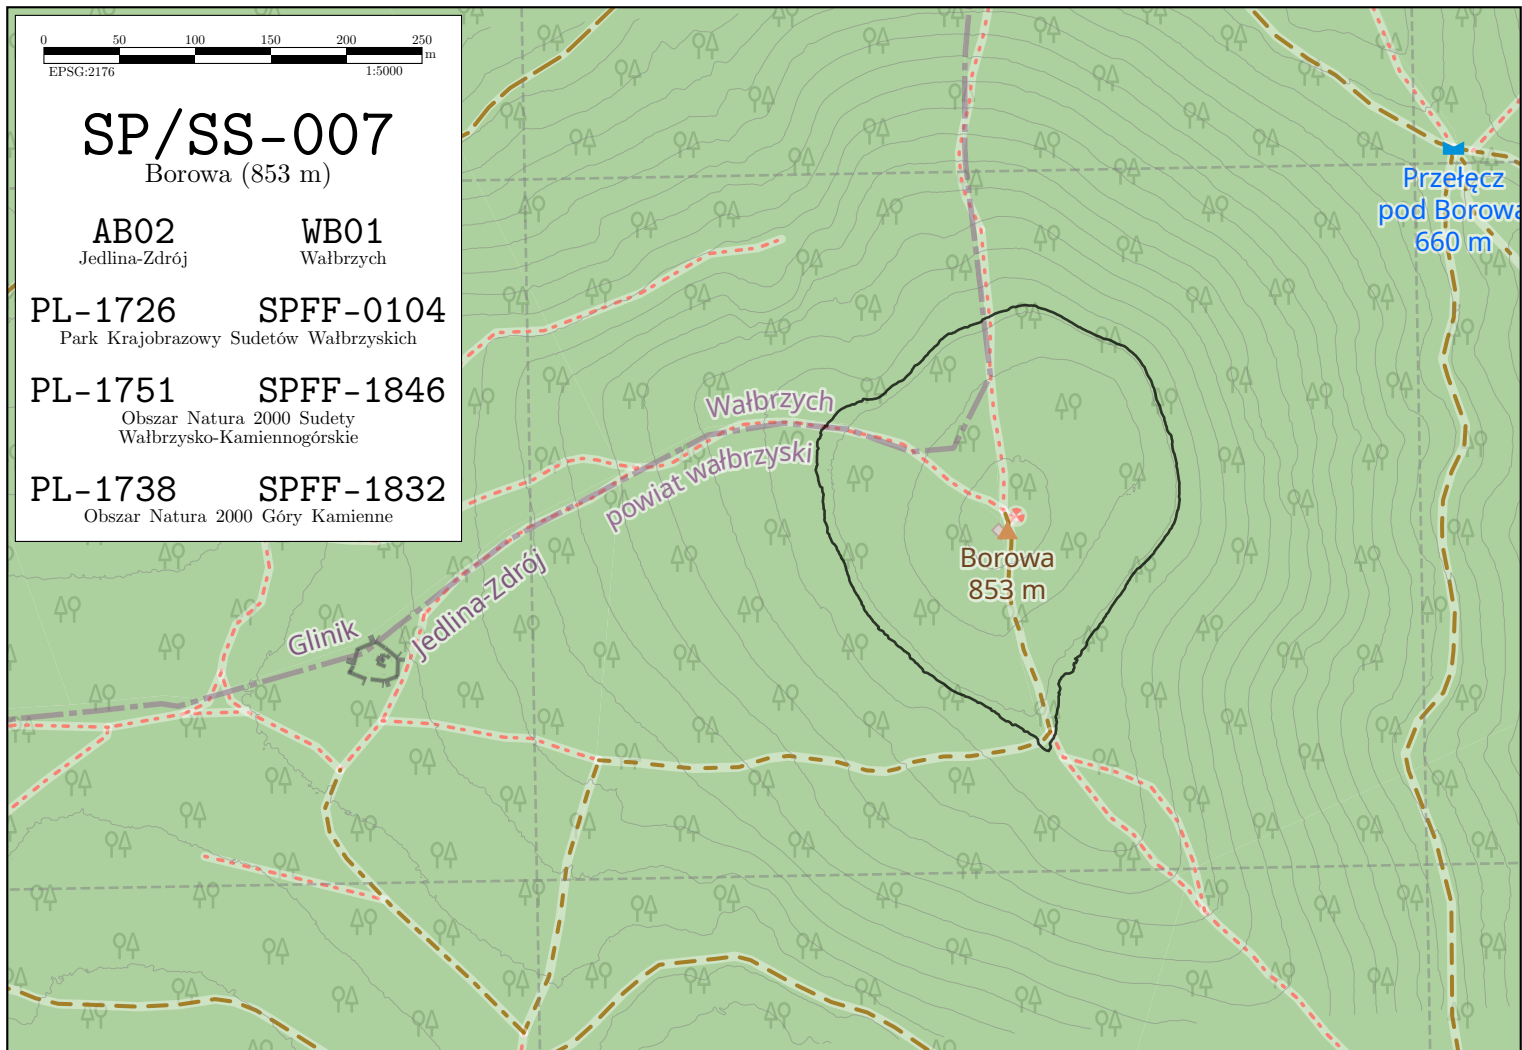 0 50 100 150 200 250
m
EPSG:2176 1:5000
SP/SS-007
Borowa (853 m)
AB02 WB01
Jedlina-Zdrój Wałbrzych
PL-1726 SPFF-0104
Park Krajobrazowy Sudetów Wałbrzyskich
PL-1751 SPFF-1846
Obszar Natura 2000 Sudety
Wałbrzysko-Kamiennogórskie
PL-1738 SPFF-1832
Obszar Natura 2000 Góry Kamienne
Przełęcz
pod Borową
660 m
Wałbrzych
powiat wałbrzyski
Borowa
853 m
Glinik
Jedlina-Zdrój